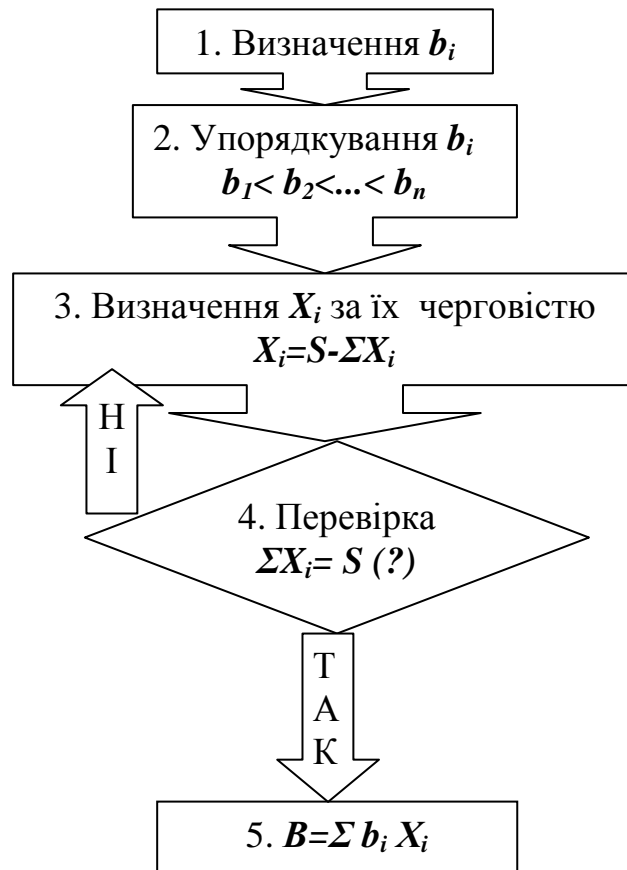 1. Визначення bi
2. Упорядкування bi
b1< b2<...< bn
3. Визначення Xi за їх черговістю
Xi=S-ΣXi
Н
І
4. Перевірка
ΣXi= S (?)
Т
А
К
5. B=Σ bi Xi